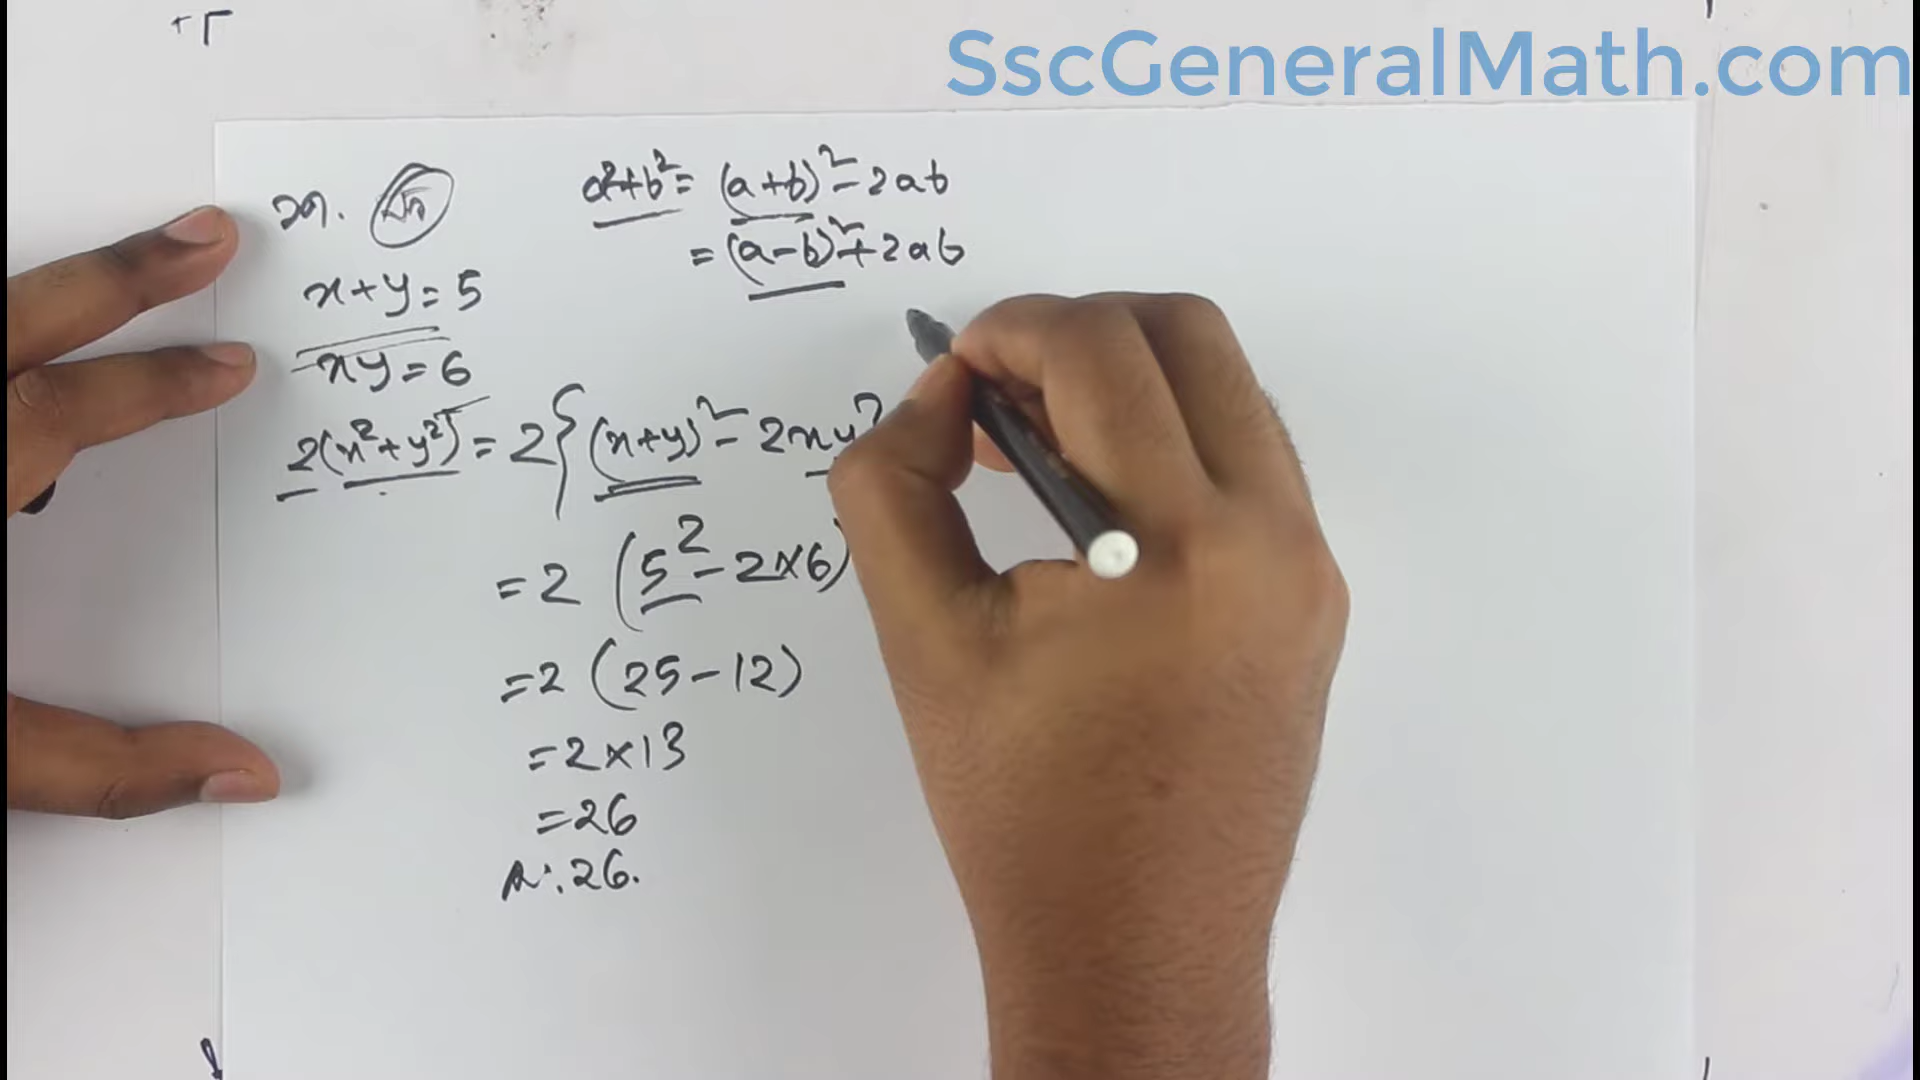 SscGeneralMath.com
২৭.
a²+b² = (a+b)² - 2ab
= (a-b)² + 2ab
x+y = 5
xy = 6
2(x²+y²) = 2{(x+y)² - 2xy
= 2 (5² - 2×6)
= 2 (25-12)
= 2×13
= 26
26.